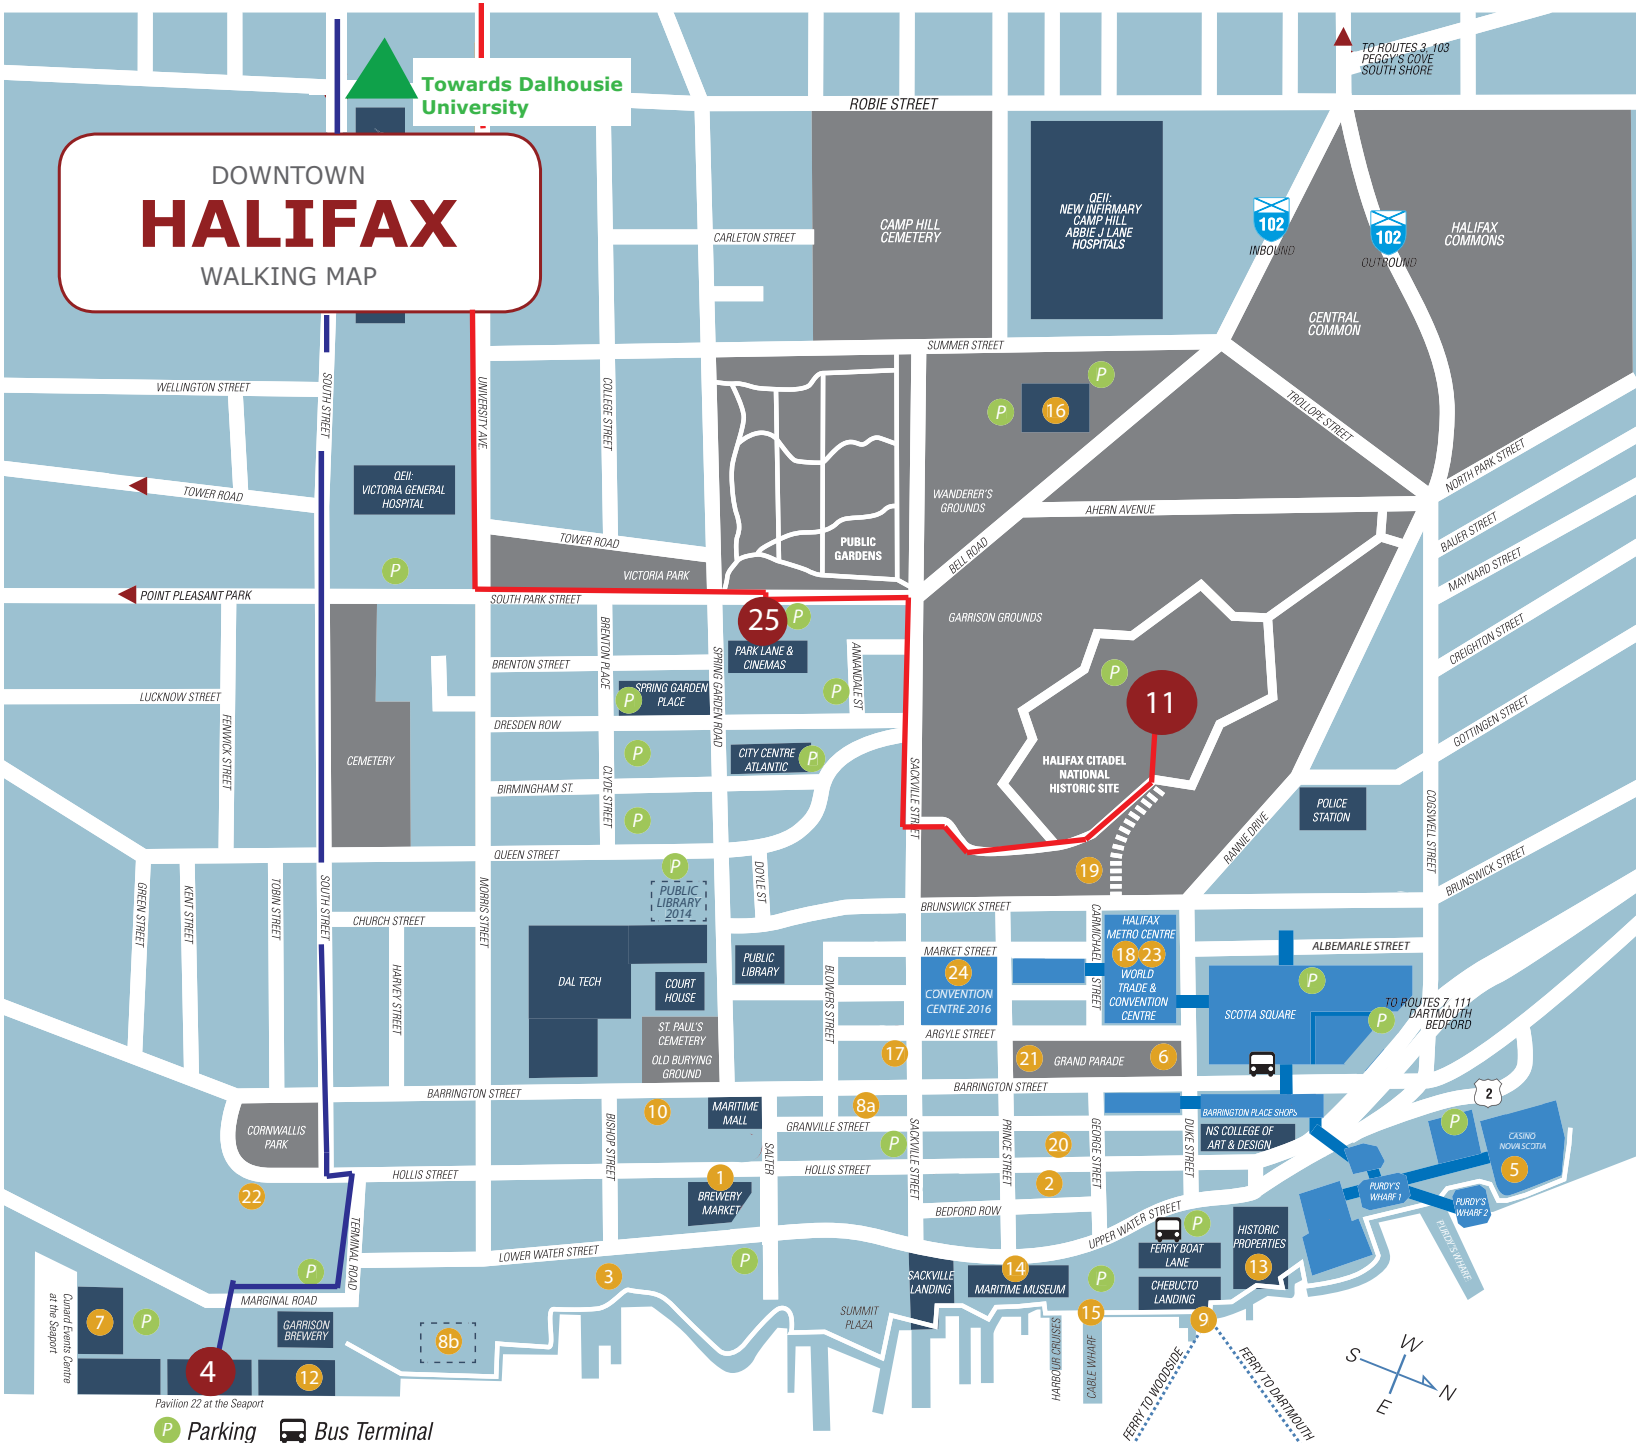 TO ROUTES 3, 103
PEGGY'S COVE
SOUTH SHORE
Towards Dalhousie
University
ROBIE STREET
DOWNTOWN
HALIFAX
WALKING MAP
QEII:
NEW INFIRMARY
CAMP HILL
ABBIE J LANE
HOSPITALS
CAMP HILL
CEMETERY
CARLETON STREET
102
INBOUND
102
OUTBOUND
HALIFAX
COMMONS
CENTRAL
COMMON
SUMMER STREET
WELLINGTON STREET
SOUTH STREET
UNIVERSITY AVE.
COLLEGE STREET
P
P
16
TROLLOPE STREET
NORTH PARK STREET
QEII:
VICTORIA GENERAL
HOSPITAL
TOWER ROAD
WANDERER'S
GROUNDS
AHERN AVENUE
BAUER STREET
TOWER ROAD
PUBLIC
GARDENS
BELL ROAD
MAYNARD STREET
P
VICTORIA PARK
POINT PLEASANT PARK
SOUTH PARK STREET
25
P
GARRISON GROUNDS
CREIGHTON STREET
BRENTON PLACE
BRENTON STREET
SPRING GARDEN ROAD
PARK LANE &
CINEMAS
ANNANDALE ST
P
11
LUCKNOW STREET
FENWICK STREET
SPRING GARDEN
PLACE
P
P
GOTTINGEN STREET
DRESDEN ROW
CEMETERY
P
CITY CENTRE
ATLANTIC
P
SACKVILLE STREET
HALIFAX CITADEL
NATIONAL
HISTORIC SITE
CLYDE STREET
BIRMINGHAM ST.
P
POLICE
STATION
COGSWELL STREET
RANNIE DRIVE
QUEEN STREET
P
DOYLE ST
19
BRUNSWICK STREET
GREEN STREET
KENT STREET
TOBIN STREET
SOUTH STREET
MORRIS STREET
PUBLIC
LIBRARY
2014
CHURCH STREET
BRUNSWICK STREET
CARMICHAEL STREET
HALIFAX
METRO CENTRE
18
23
WORLD
TRADE &
CONVENTION
CENTRE
ALBEMARLE STREET
MARKET STREET
24
CONVENTION
CENTRE 2016
HARVEY STREET
DAL TECH
COURT
HOUSE
PUBLIC
LIBRARY
BLOWERS STREET
P
SCOTIA SQUARE
P
TO ROUTES 7, 111
DARTMOUTH
BEDFORD
ST. PAUL'S
CEMETERY
OLD BURYING
GROUND
ARGYLE STREET
17
21
GRAND PARADE
6
BARRINGTON STREET
BARRINGTON STREET
2
10
MARITIME
MALL
8a
BARRINGTON PLACE SHOPS
CORNWALLIS
PARK
BISHOP STREET
SALTER
GRANVILLE STREET
P
SACKVILLE STREET
PRINCE STREET
20
GEORGE STREET
DUKE STREET
NS COLLEGE OF
ART & DESIGN
P
CASINO
NOVA SCOTIA
5
HOLLIS STREET
HOLLIS STREET
22
1
BREWERY
MARKET
2
BEDFORD ROW
PURDY'S
WHARF 1
PURDY'S
WHARF 2
PURDY'S WHARF
TERMINAL ROAD
LOWER WATER STREET
UPPER WATER STREET
P
FERRY BOAT
LANE
HISTORIC
PROPERTIES
13
P
MARGINAL ROAD
3
P
SACKVILLE
LANDING
14
MARITIME MUSEUM
P
CHEBUCTO
LANDING
15
9
Cunard Events Centre
at the Seaport
7
P
GARRISON
BREWERY
8b
SUMMIT
PLAZA
HARBOUR CRUISES
CABLE WHARF
FERRY TO WOODSIDE
FERRY TO DARTMOUTH
4
12
Pavilion 22 at the Seaport
W
S
N
E
P Parking
Bus Terminal